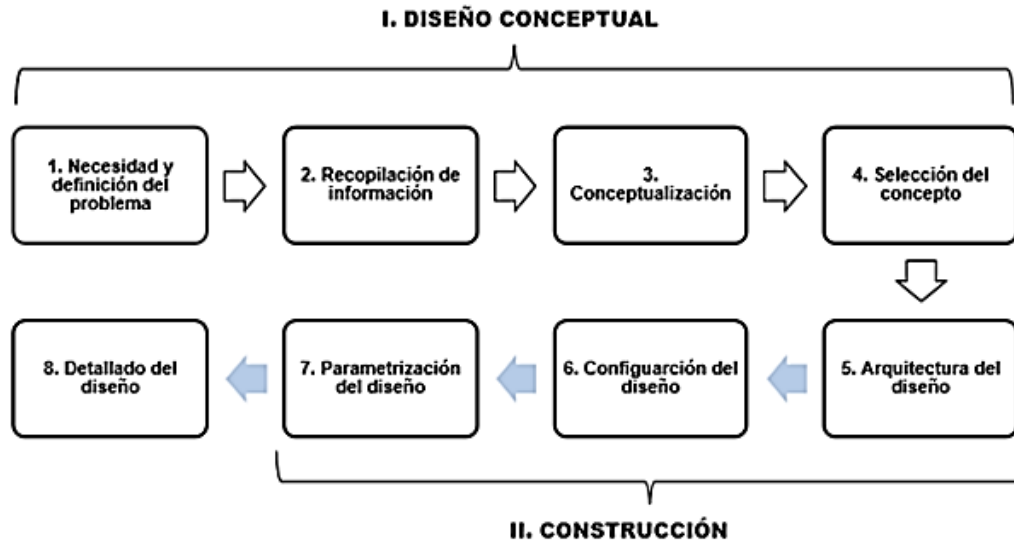 I. DISEÑO CONCEPTUAL
1. Necesidad y
definición del
problema
2. Recopilación de
información
3.
Conceptualización
4. Selección del
concepto
8. Detallado del
diseño
7. Parametrización
del diseño
6. Configuarción del
diseño
5. Arquitectura del
diseño
II. CONSTRUCCIÓN